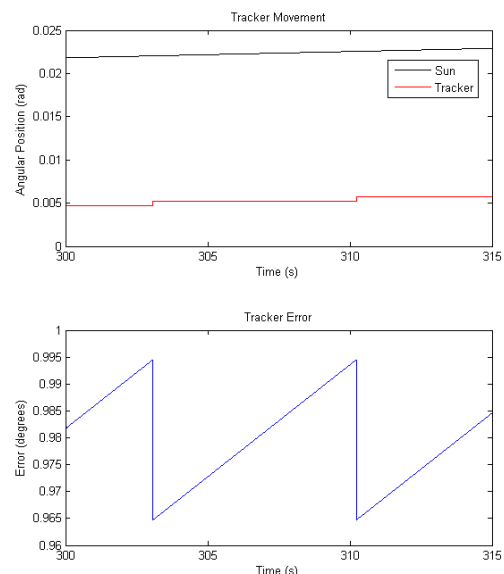 Tracker Movement
0.025
0.02
0.015
0.01
0.005
0
Angular Position (rad)
Sun
Tracker
300
305
310
315
Time (s)
Tracker Error
1
0.995
0.99
0.985
0.98
0.975
0.97
0.965
0.96
Error (degrees)
300
305
310
315
Time (s)